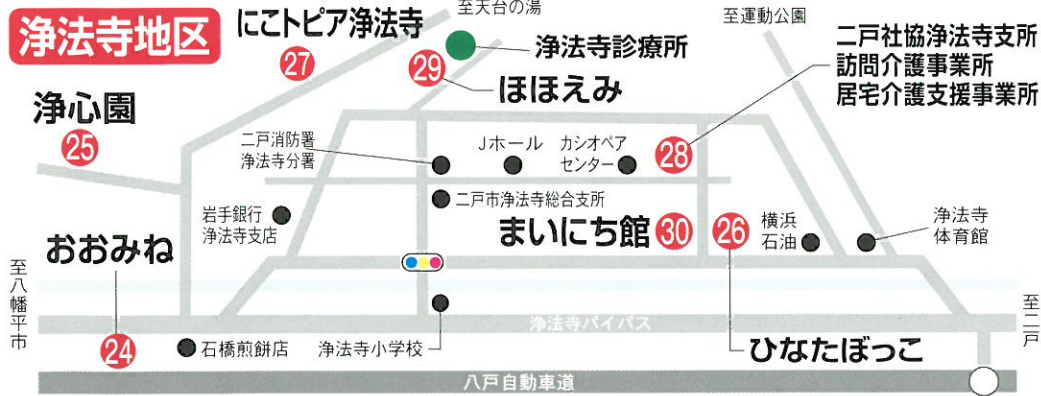 浄法寺地区
にこトピア浄法寺
27
至天台の湯
浄法寺診療所
29
ほほえみ
至運動公園
二戸社協浄法寺支所
訪問介護事業所
居宅介護支援事業所
28
浄心園
25
二戸消防署
浄法寺分署
Jホール
カシオペア
センター
二戸市浄法寺総合支所
岩手銀行
浄法寺支店
まいにち館
30
26
横浜
石油
浄法寺
体育館
おおみね
24
至八幡平市
石橋煎餅店
浄法寺小学校
浄法寺バイパス
ひなたぼっこ
至二戸
八戸自動車道